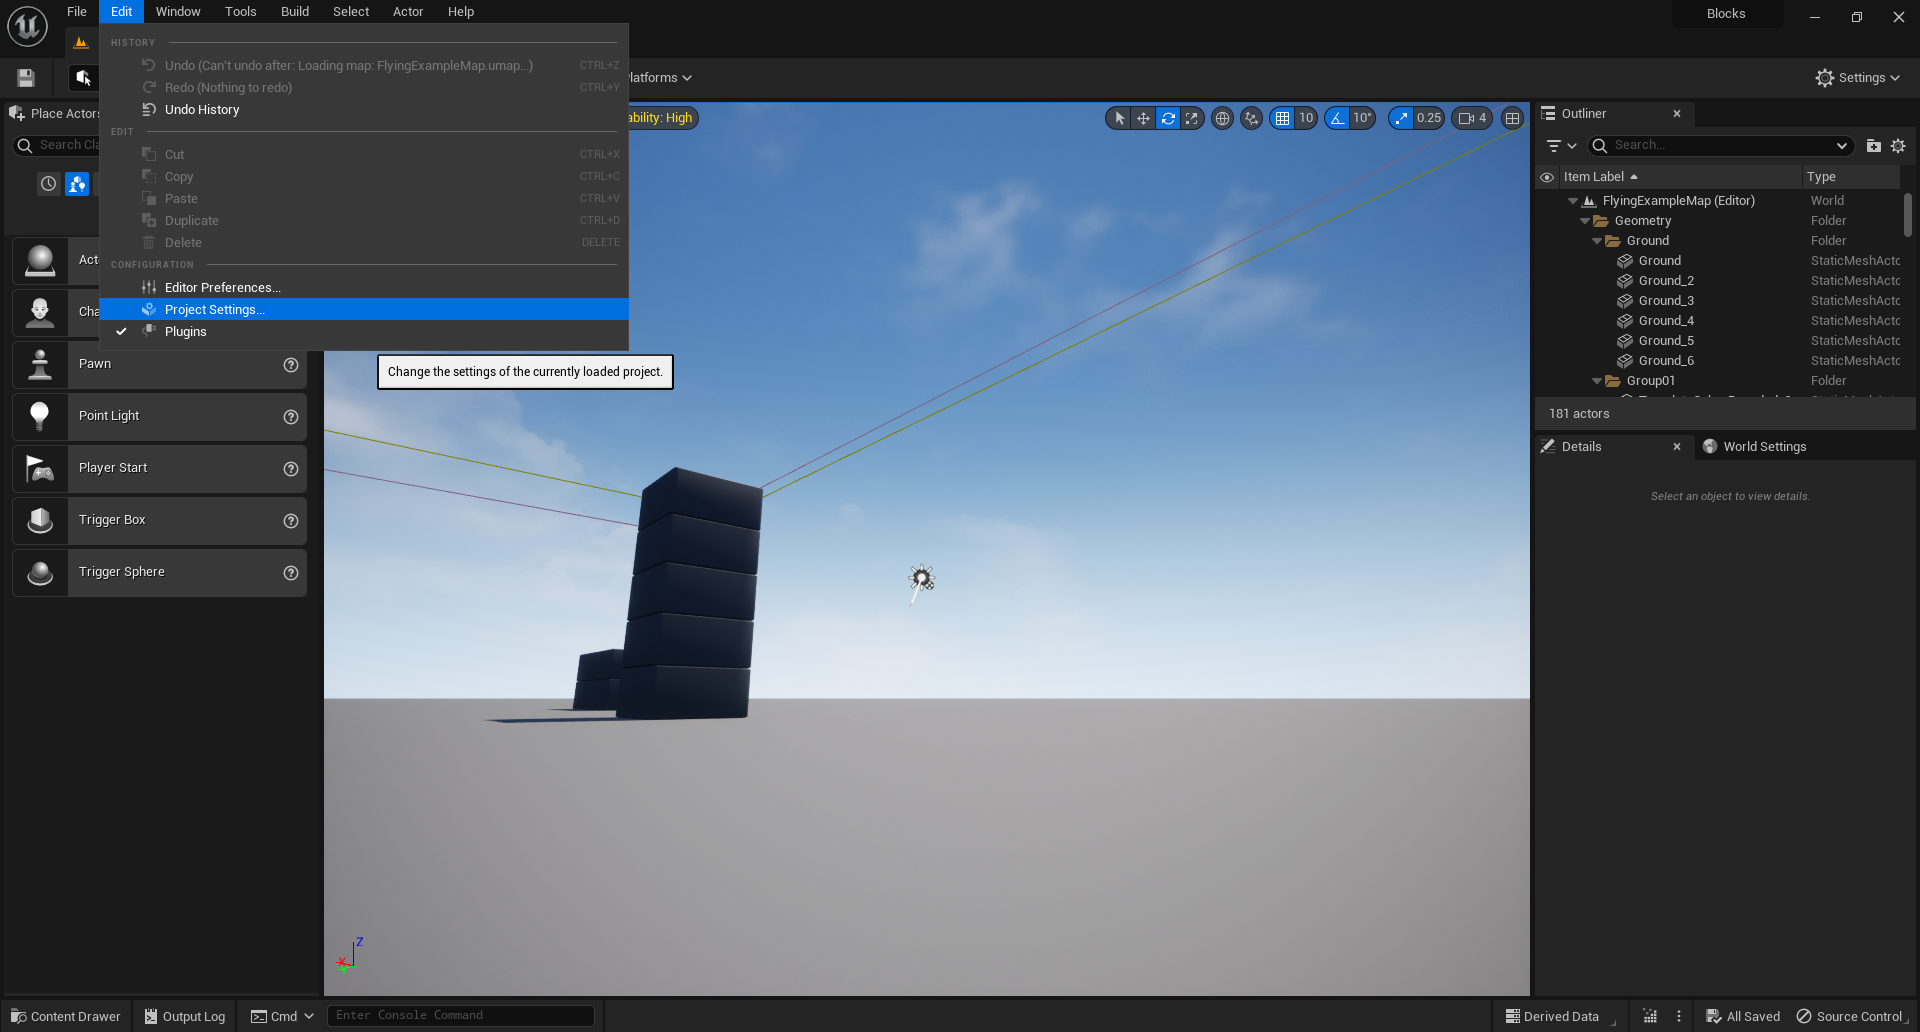 File Edit Window Tools Build Select Actor Help
Blocks
HISTORY
Undo (Can't undo after: Loading map: FlyingExampleMap.umap...) CTRL+Z
Redo (Nothing to redo) CTRL+Y
Undo History
EDIT
Cut CTRL+X
Copy CTRL+C
Paste CTRL+V
Duplicate CTRL+D
Delete DELETE
CONFIGURATION
Editor Preferences...
Project Settings...
Plugins
Change the settings of the currently loaded project.
latforms
Settings
Place Actors
Search Cla
Acto
Cha
Pawn
Point Light
Player Start
Trigger Box
Trigger Sphere
ability: High
10 10° 0.25 4
Z
X
Outliner
Search...
Item Label Type
FlyingExampleMap (Editor) World
Geometry Folder
Ground Folder
Ground StaticMeshActo
Ground_2 StaticMeshActo
Ground_3 StaticMeshActo
Ground_4 StaticMeshActo
Ground_5 StaticMeshActo
Ground_6 StaticMeshActo
Group01 Folder
181 actors
Details World Settings
Select an object to view details.
Content Drawer Output Log Cmd Enter Console Command Derived Data All Saved Source Control